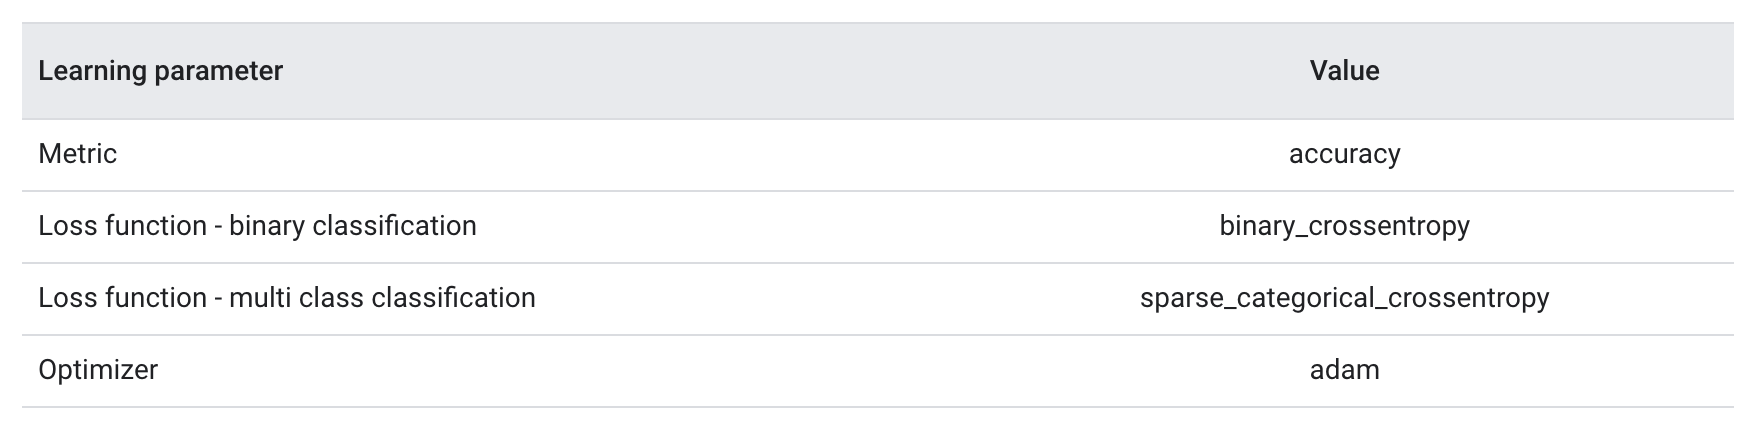 Learning parameter Value
Metric accuracy
Loss function - binary classification binary_crossentropy
Loss function - multi class classification sparse_categorical_crossentropy
Optimizer adam